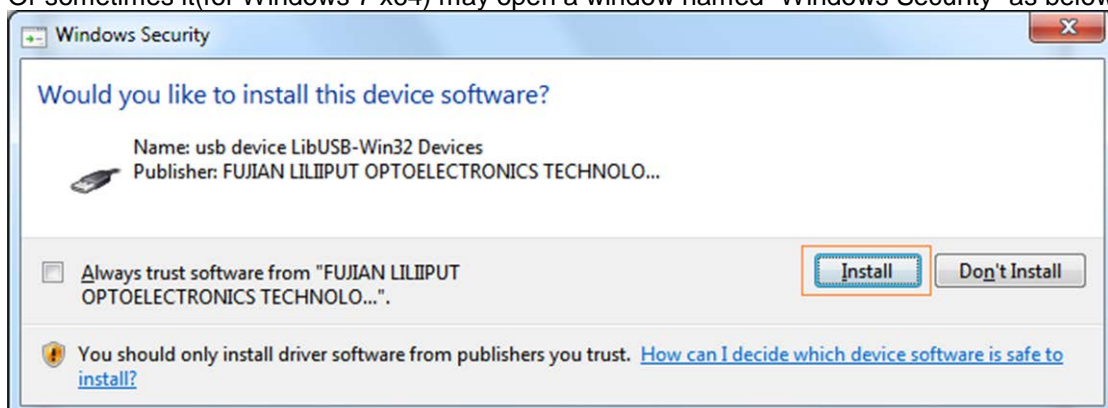 Or sometimes it(for Windows 7 x64) may open a window named "Windows Security" as below
Windows Security
Would you like to install this device software?
Name: usb device LibUSB-Win32 Devices
Publisher: FUJIAN LILIIPUT OPTOELECTRONICS TECHNOLO...
Always trust software from "FUJIAN LILIIPUT
OPTOELECTRONICS TECHNOLO...".
Install
Don't Install
You should only install driver software from publishers you trust. How can I decide which device software is safe to
install?